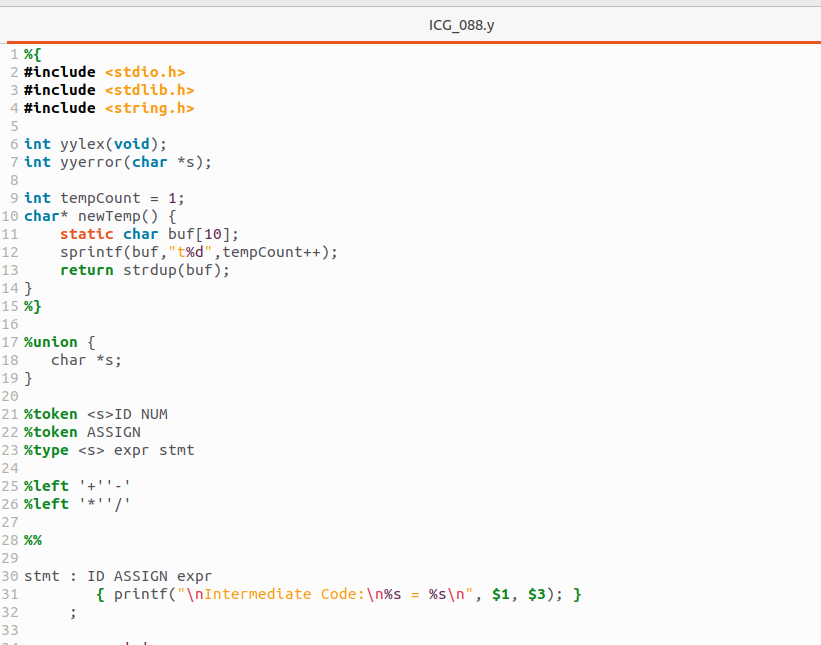 ICG_088.y
1 %{
2 #include <stdio.h>
3 #include <stdlib.h>
4 #include <string.h>
5
6 int yylex(void);
7 int yyerror(char *s);
8
9 int tempCount = 1;
10 char* newTemp() {
11     static char buf[10];
12     sprintf(buf,"t%d",tempCount++);
13     return strdup(buf);
14 }
15 %}
16
17 %union {
18    char *s;
19 }
20
21 %token <s>ID NUM
22 %token ASSIGN
23 %type <s> expr stmt
24
25 %left '+''-'
26 %left '*''/'
27
28 %%
29
30 stmt : ID ASSIGN expr
31         { printf("\nIntermediate Code:\n%s = %s\n", $1, $3); }
32      ;
33